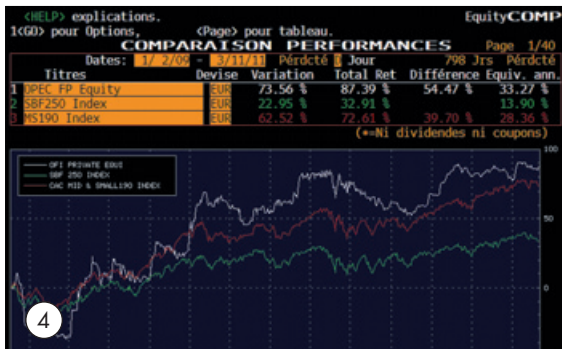 <HELP> explications. EquityCOMP
1<GO> pour Options, <Page> pour tableau.
COMPARAISON PERFORMANCES Page 1/40
Dates: 1/ 2/09 - 3/11/11 Pérdcté D Jour 798 Jrs Pérdcté
Titres Devise Variation Total Ret Différence Equiv. ann.
1 OPEC FP Equity EUR 73.56 % 87.39 % 54.47 % 33.27 %
2 SBF250 Index EUR 22.95 % 32.91 % 13.90 %
3 MS190 Index EUR 62.52 % 72.61 % 39.70 % 28.36 %
(*=Ni dividendes ni coupons)
OFI PRIVATE EQUI
SBF 250 INDEX
CAC MID & SMALL190 INDEX
100
50
0
4